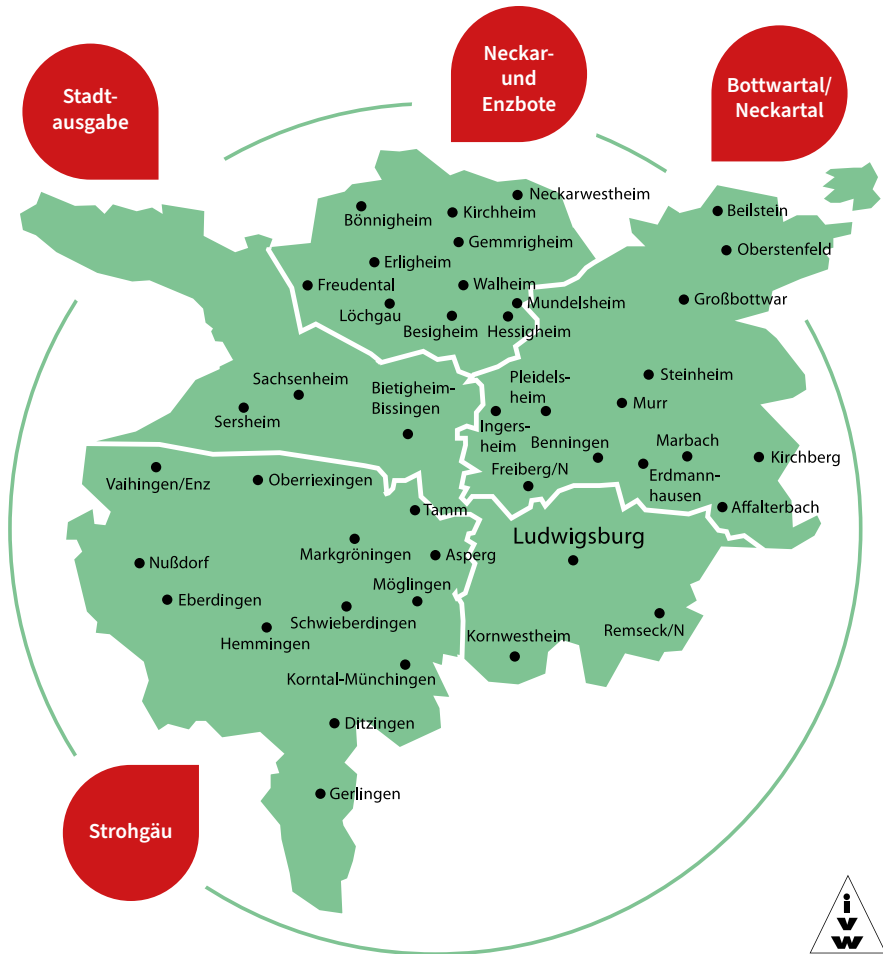 Stadt-
ausgabe
Neckar-
und
Enzbote
Bottwartal/
Neckartal
Neckarwestheim
Bönnigheim
Kirchheim
Beilstein
Gemmrigheim
Oberstenfeld
Erligheim
Freudental
Walheim
Löchgau
Mundelsheim
Großbottwar
Besigheim
Hessigheim
Sachsenheim
Bietigheim-
Bissingen
Pleidels-
heim
Steinheim
Sersheim
Murr
Ingers-
heim
Benningen
Marbach
Kirchberg
Freiberg/N
Erdmann-
hausen
Vaihingen/Enz
Oberriexingen
Affalterbach
Tamm
Ludwigsburg
Markgröningen
Asperg
Nußdorf
Möglingen
Eberdingen
Schwieberdingen
Remseck/N
Hemmingen
Kornwestheim
Korntal-Münchingen
Ditzingen
Gerlingen
Strohgäu
i
v
w